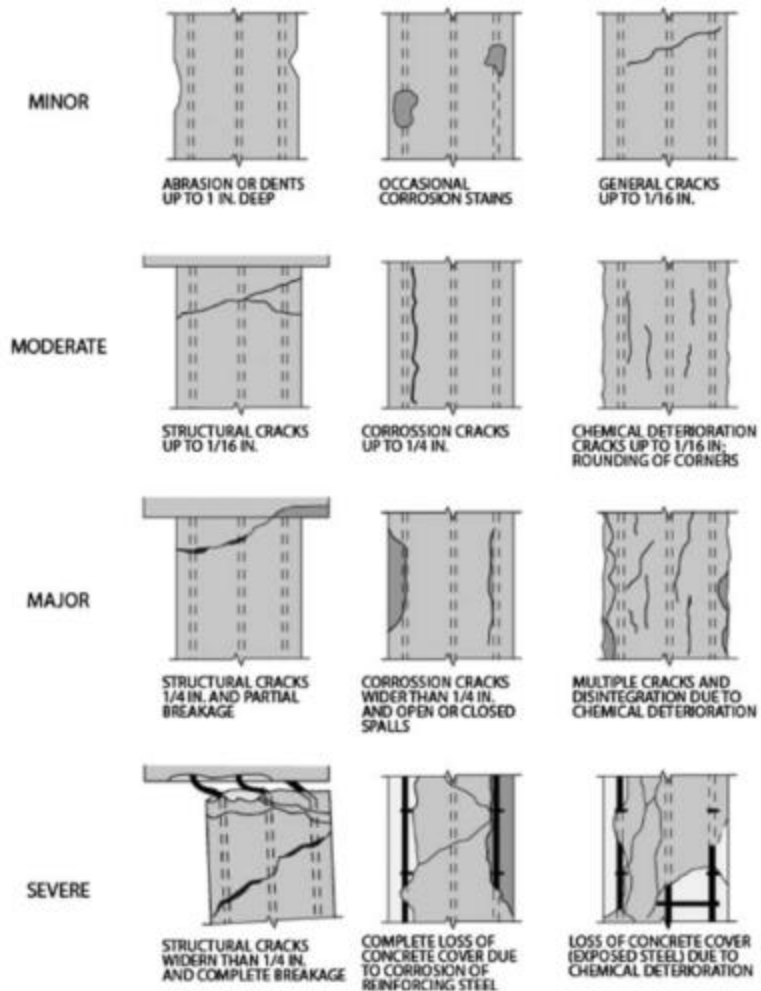 MINOR
ABRASION OR DENTS
UP TO 1 IN. DEEP
OCCASIONAL
CORROSION STAINS
GENERAL CRACKS
UP TO 1/16 IN.
MODERATE
STRUCTURAL CRACKS
UP TO 1/16 IN.
CORROSSION CRACKS
UP TO 1/4 IN.
CHEMICAL DETERIORATION
CRACKS UP TO 1/16 IN;
ROUNDING OF CORNERS
MAJOR
STRUCTURAL CRACKS
1/4 IN. AND PARTIAL
BREAKAGE
CORROSSION CRACKS
WIDER THAN 1/4 IN.
AND OPEN OR CLOSED
SPALLS
MULTIPLE CRACKS AND
DISINTEGRATION DUE TO
CHEMICAL DETERIORATION
SEVERE
STRUCTURAL CRACKS
WIDERN THAN 1/4 IN.
AND COMPLETE BREAKAGE
COMPLETE LOSS OF
CONCRETE COVER DUE
TO CORROSION OF
REINFORCING STEEL
LOSS OF CONCRETE COVER
(EXPOSED STEEL) DUE TO
CHEMICAL DETERIORATION